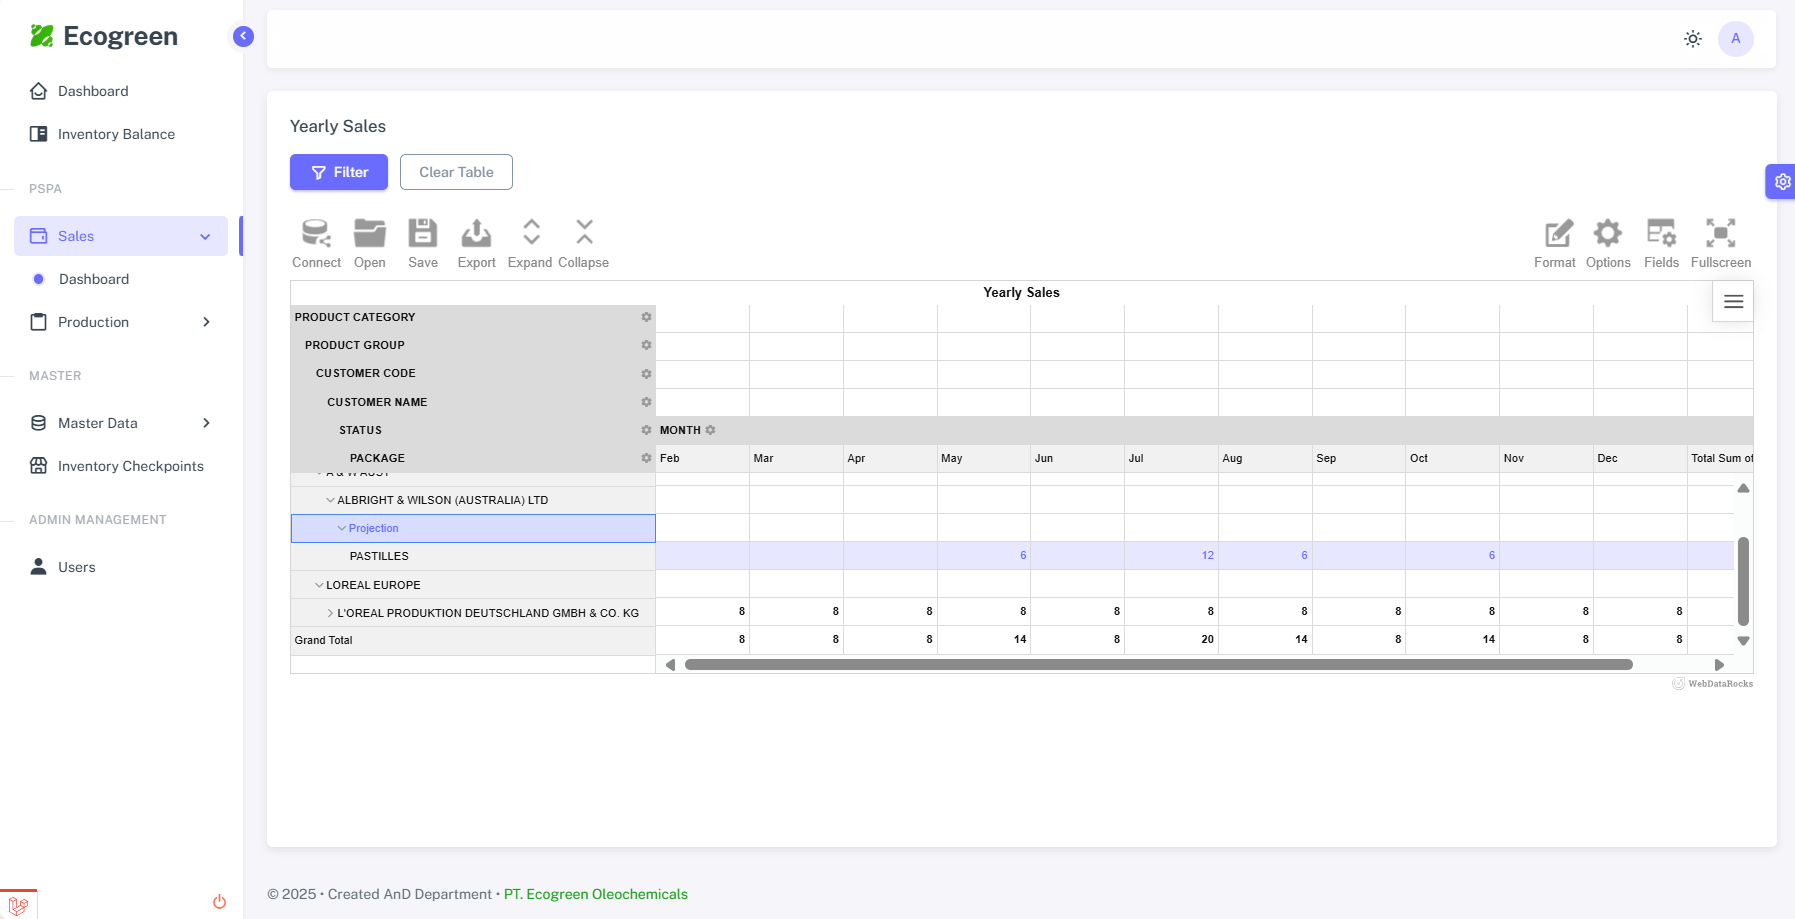 Ecogreen
Dashboard
Inventory Balance
PSPA
Sales
Dashboard
Production
MASTER
Master Data
Inventory Checkpoints
ADMIN MANAGEMENT
Users
A
Yearly Sales
Filter
Clear Table
Connect Open Save Export Expand Collapse
Format Options Fields Fullscreen
Yearly Sales
PRODUCT CATEGORY
PRODUCT GROUP
CUSTOMER CODE
CUSTOMER NAME
STATUS MONTH
PACKAGE Feb Mar Apr May Jun Jul Aug Sep Oct Nov Dec Total Sum of
A & W AUST
ALBRIGHT & WILSON (AUSTRALIA) LTD
Projection
PASTILLES 6 12 6 6
LOREAL EUROPE
L'OREAL PRODUKTION DEUTSCHLAND GMBH & CO. KG 8 8 8 8 8 8 8 8 8 8 8
Grand Total 8 8 8 14 8 20 14 8 14 8 8
WebDataRocks
© 2025 • Created AnD Department • PT. Ecogreen Oleochemicals